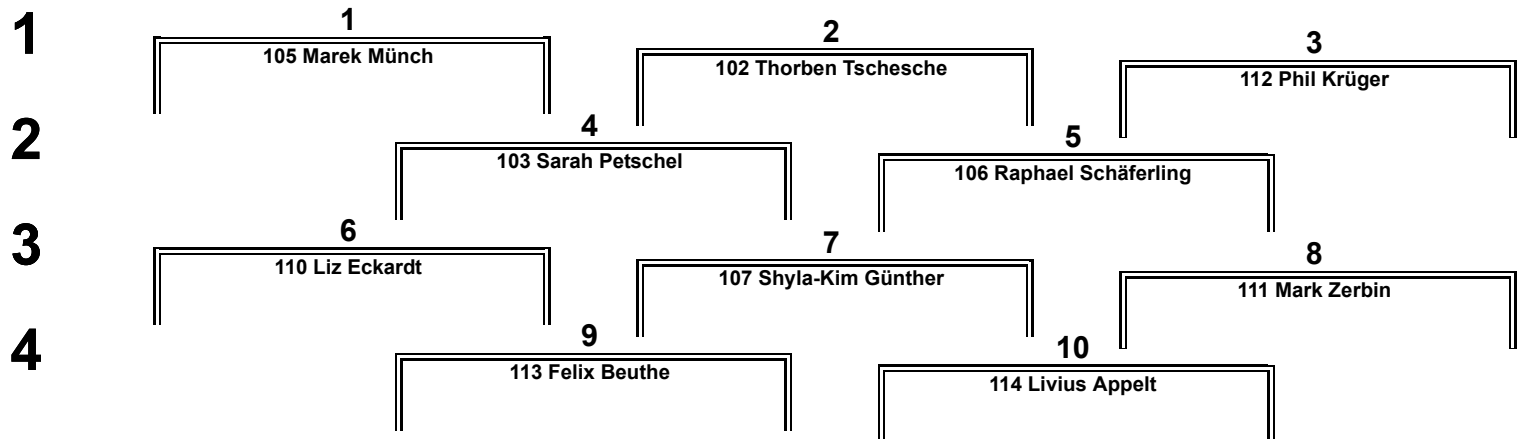 1
1
105 Marek Münch
2
102 Thorben Tschesche
3
112 Phil Krüger
2
4
103 Sarah Petschel
5
106 Raphael Schäferling
3
6
110 Liz Eckardt
7
107 Shyla-Kim Günther
8
111 Mark Zerbin
4
9
113 Felix Beuthe
10
114 Livius Appelt